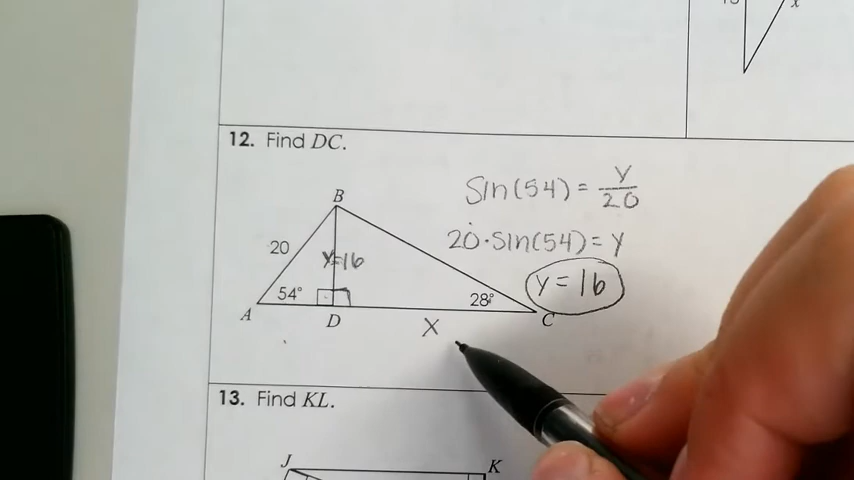 x
12. Find DC.
Sin(54) = y/20
B
20
20·sin(54) = y
y=16
54°
28°
y = 16
A
D
X
C
13. Find KL.
J
K